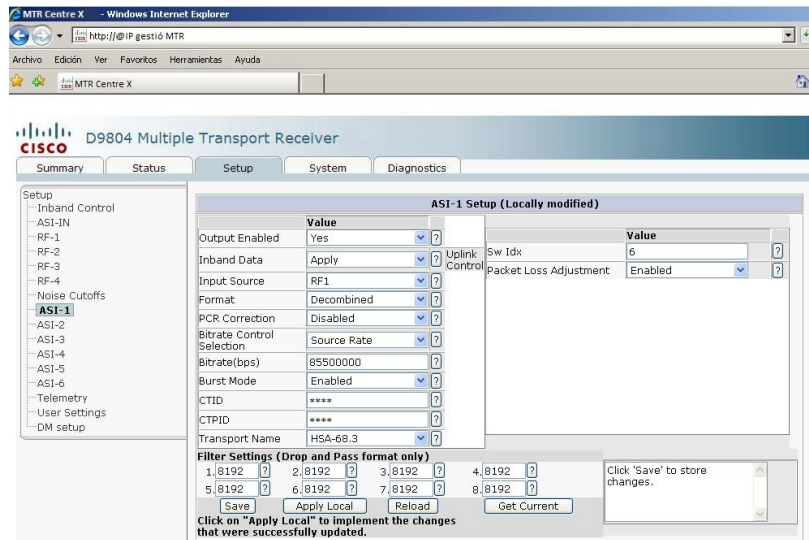 MTR Centre X - Windows Internet Explorer
http://@IP gestió MTR
Archivo Edición Ver Favoritos Herramientas Ayuda
MTR Centre X
CISCO D9804 Multiple Transport Receiver
Summary Status Setup System Diagnostics
Setup
Inband Control
ASI-IN
RF-1
RF-2
RF-3
RF-4
Noise Cutoffs
ASI-1
ASI-2
ASI-3
ASI-4
ASI-5
ASI-6
Telemetry
User Settings
DM setup
ASI-1 Setup (Locally modified)
Value
Output Enabled Yes ?
Inband Data Apply ?
Input Source RF1 ?
Format Decombined ?
PCR Correction Disabled ?
Bitrate Control Selection Source Rate ?
Bitrate(bps) 85500000 ?
Burst Mode Enabled ?
CTID **** ?
CTPID **** ?
Transport Name HSA-68.3 ?
Uplink Control
Value
Sw Idx 6 ?
Packet Loss Adjustment Enabled ?
Filter Settings (Drop and Pass format only)
1. 8192 ? 2. 8192 ? 3. 8192 ? 4. 8192 ?
5. 8192 ? 6. 8192 ? 7. 8192 ? 8. 8192 ?
Save Apply Local Reload Get Current
Click on "Apply Local" to implement the changes
that were successfully updated.
Click 'Save' to store
changes.